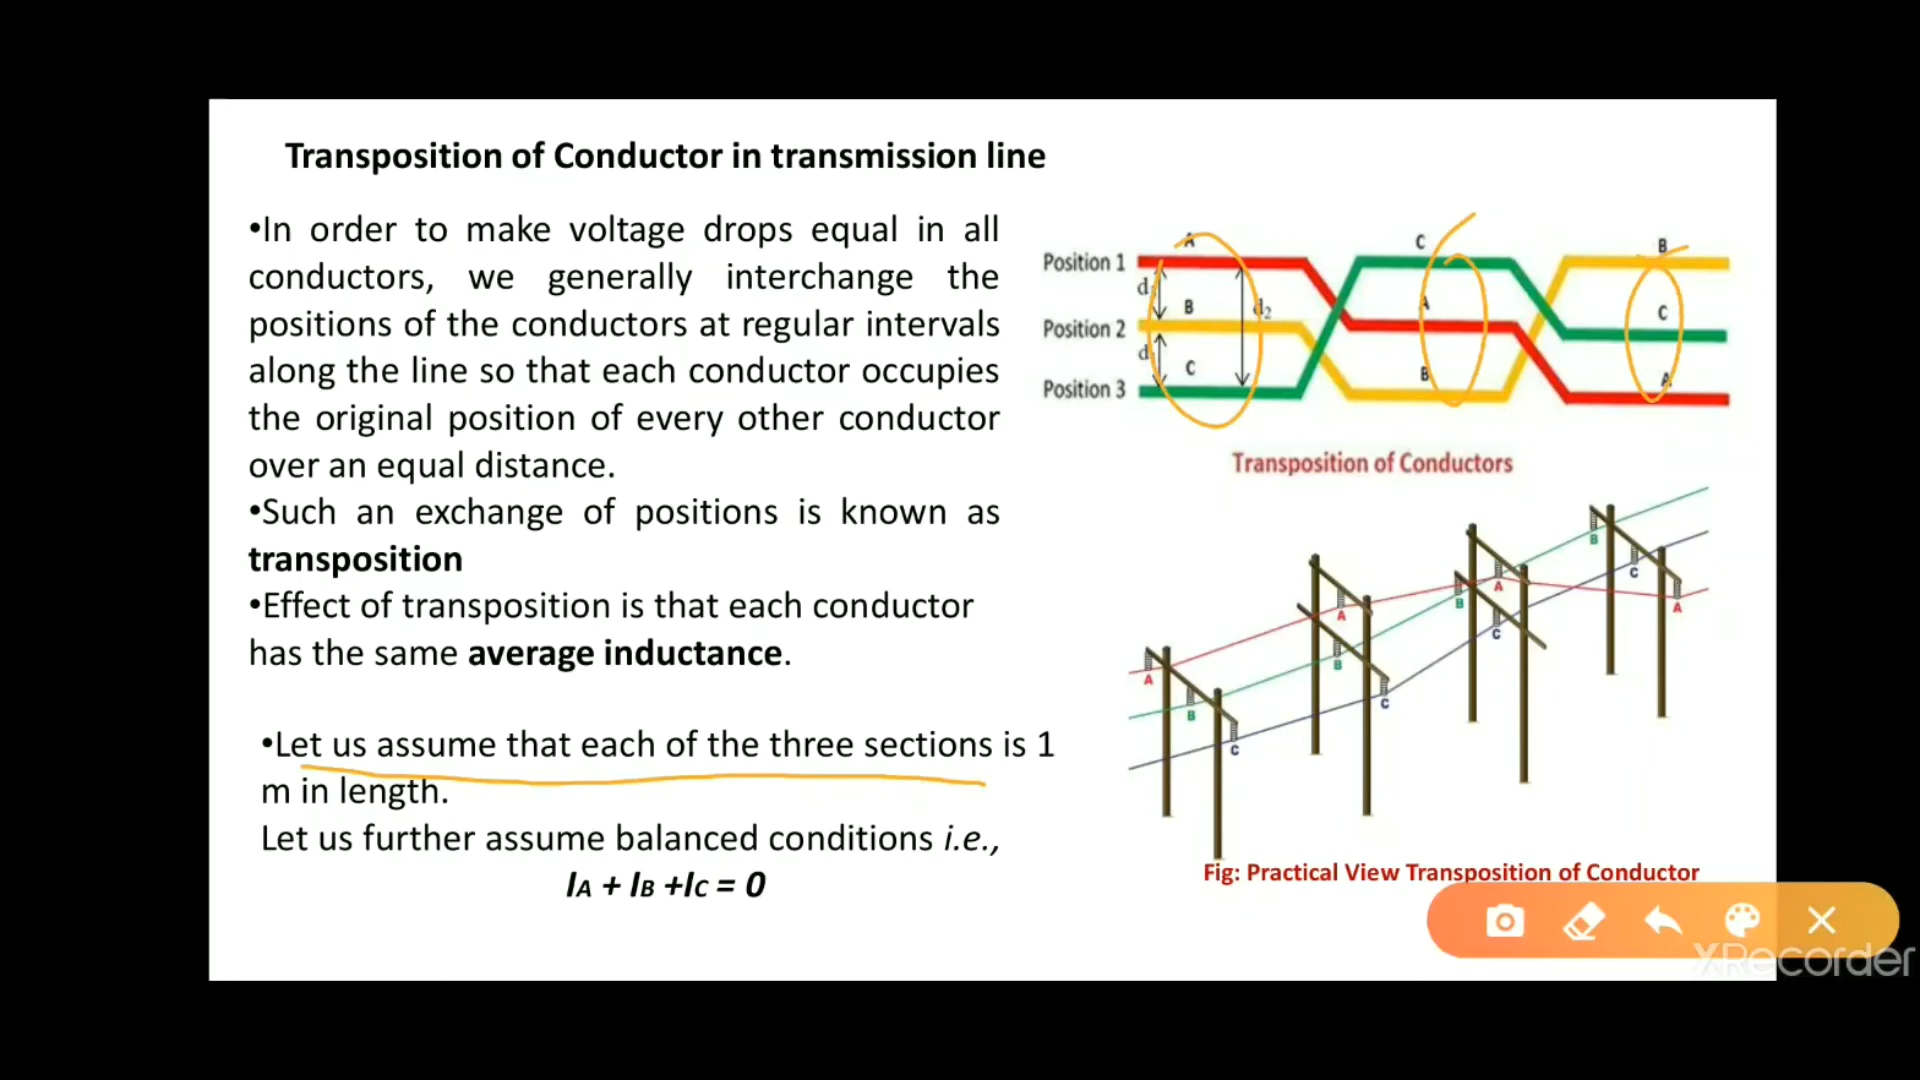 Transposition of Conductor in transmission line
•In order to make voltage drops equal in all
conductors, we generally interchange the
positions of the conductors at regular intervals
along the line so that each conductor occupies
the original position of every other conductor
over an equal distance.
•Such an exchange of positions is known as
transposition
•Effect of transposition is that each conductor
has the same average inductance.
•Let us assume that each of the three sections is 1
m in length.
Let us further assume balanced conditions i.e.,
IA + IB +IC = 0
A C B
Position 1
d
B A C
d2
Position 2
d
C B A
Position 3
Transposition of Conductors
B
C
A
A
B
C
A
B
C
A
B
C
Fig: Practical View Transposition of Conductor
XRecorder